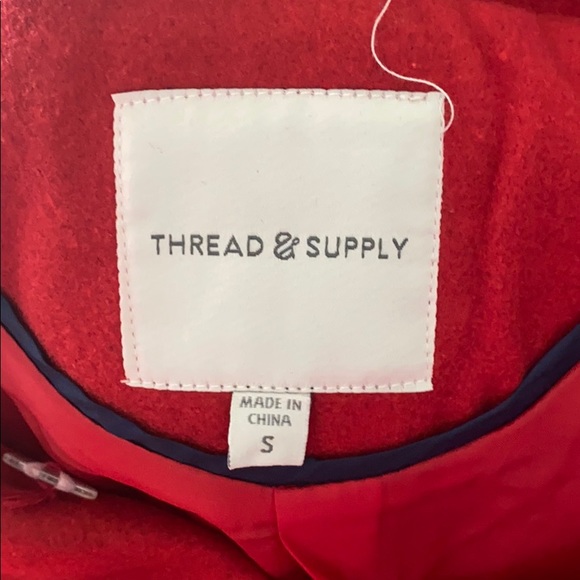 THREAD & SUPPLY
MADE IN
CHINA
S